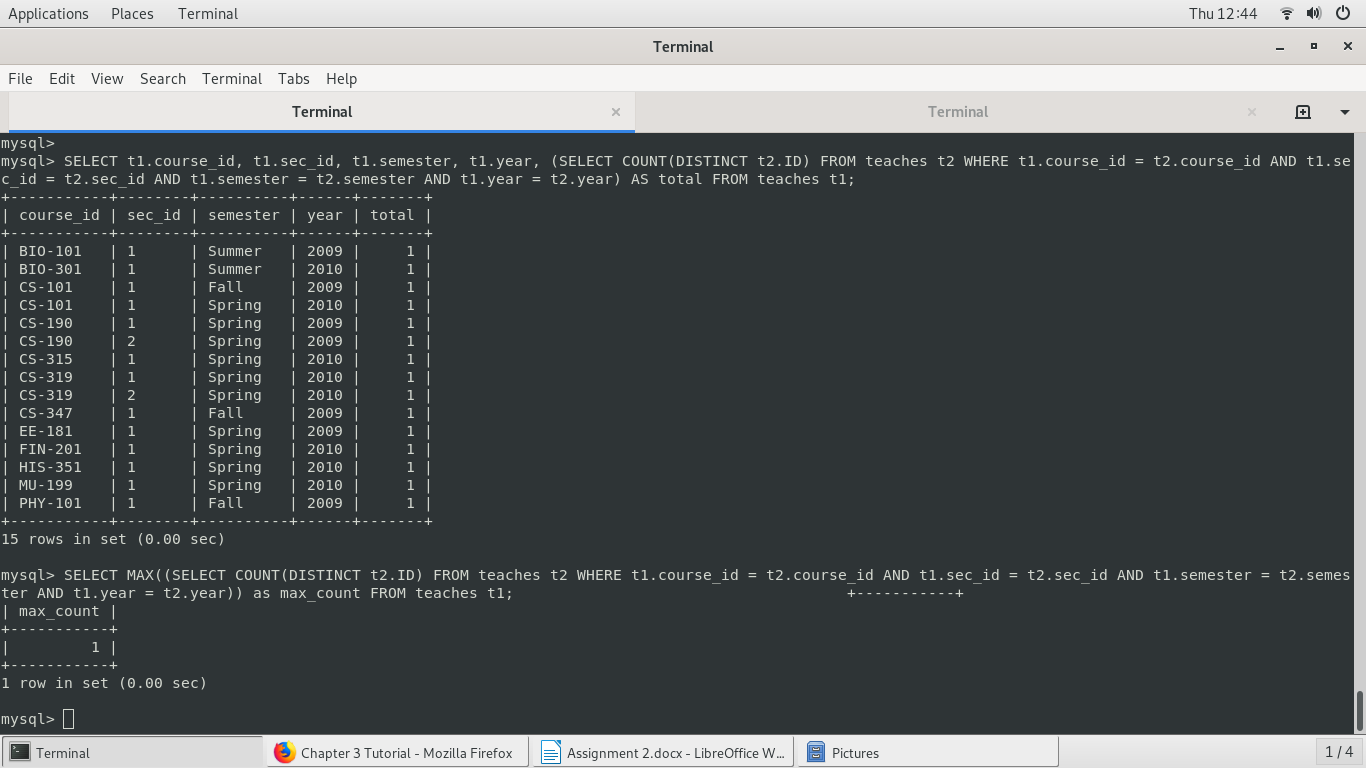 Applications Places Terminal Thu 12:44
Terminal
File Edit View Search Terminal Tabs Help
Terminal Terminal
mysql>
mysql> SELECT t1.course_id, t1.sec_id, t1.semester, t1.year, (SELECT COUNT(DISTINCT t2.ID) FROM teaches t2 WHERE t1.course_id = t2.course_id AND t1.se
c_id = t2.sec_id AND t1.semester = t2.semester AND t1.year = t2.year) AS total FROM teaches t1;
+-----------+--------+----------+------+-------+
| course_id | sec_id | semester | year | total |
+-----------+--------+----------+------+-------+
| BIO-101   | 1      | Summer   | 2009 |     1 |
| BIO-301   | 1      | Summer   | 2010 |     1 |
| CS-101    | 1      | Fall     | 2009 |     1 |
| CS-101    | 1      | Spring   | 2010 |     1 |
| CS-190    | 1      | Spring   | 2009 |     1 |
| CS-190    | 2      | Spring   | 2009 |     1 |
| CS-315    | 1      | Spring   | 2010 |     1 |
| CS-319    | 1      | Spring   | 2010 |     1 |
| CS-319    | 2      | Spring   | 2010 |     1 |
| CS-347    | 1      | Fall     | 2009 |     1 |
| EE-181    | 1      | Spring   | 2009 |     1 |
| FIN-201   | 1      | Spring   | 2010 |     1 |
| HIS-351   | 1      | Spring   | 2010 |     1 |
| MU-199    | 1      | Spring   | 2010 |     1 |
| PHY-101   | 1      | Fall     | 2009 |     1 |
+-----------+--------+----------+------+-------+
15 rows in set (0.00 sec)
mysql> SELECT MAX((SELECT COUNT(DISTINCT t2.ID) FROM teaches t2 WHERE t1.course_id = t2.course_id AND t1.sec_id = t2.sec_id AND t1.semester = t2.semes
ter AND t1.year = t2.year)) as max_count FROM teaches t1; +-----------+
| max_count |
+-----------+
|         1 |
+-----------+
1 row in set (0.00 sec)
mysql>
Terminal Chapter 3 Tutorial - Mozilla Firefox Assignment 2.docx - LibreOffice W... Pictures 1 / 4